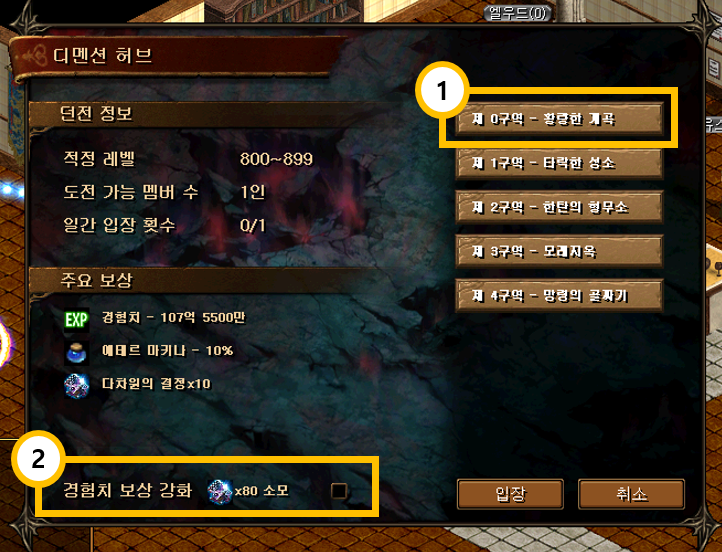 엘우드(0)
디멘션 허브
던전 정보
적정 레벨 800~899
도전 가능 멤버 수 1인
일간 입장 횟수 0/1
주요 보상
EXP 경험치 - 107억 5500만
에테르 마키나 - 10%
다차원의 결정x10
2
경험치 보상 강화 x80 소모
1
제 0구역 - 황량한 계곡
제 1구역 - 타락한 성소
제 2구역 - 한탄의 형무소
제 3구역 - 모래지옥
제 4구역 - 망령의 골짜기
입장 취소